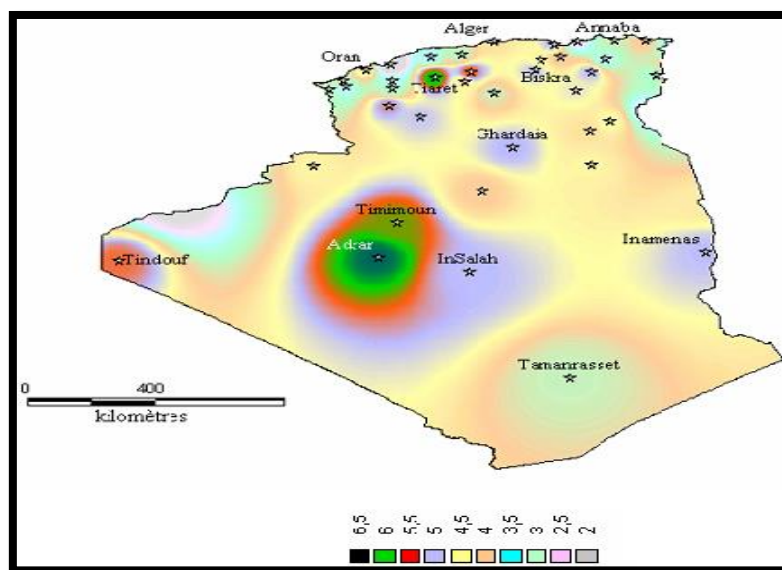 Alger
Annaba
Oran
Tiaret
Biskra
Ghardaia
Timimoun
Adrar
Tindouf
InSalah
Inamenas
Tamanrasset
0 400
kilomètres
6,5 6 5,5 5 4,5 4 3,5 3 2,5 2